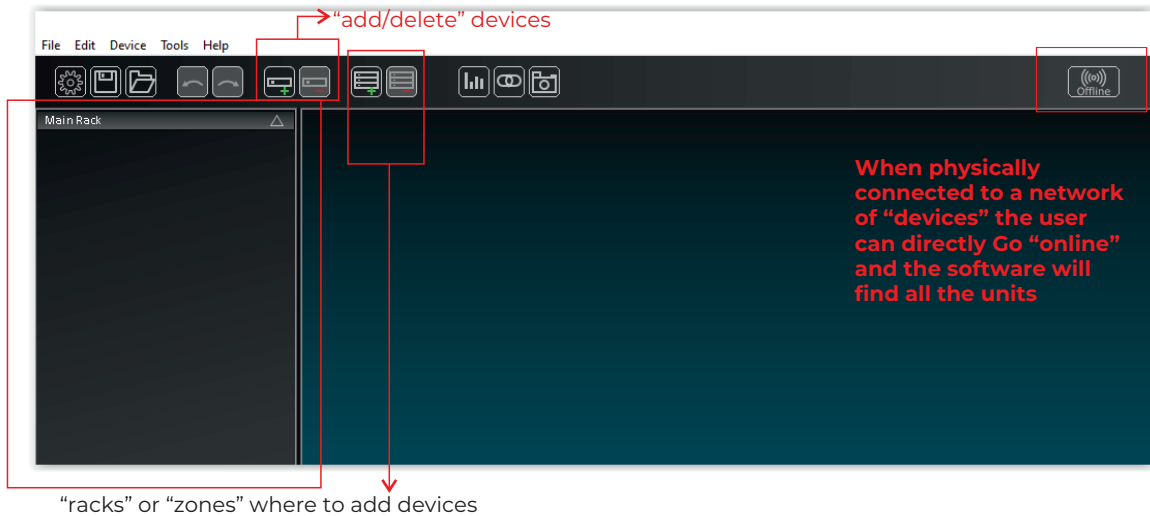 “add/delete” devices
File Edit Device Tools Help
Offline
Main Rack
When physically
connected to a network
of “devices” the user
can directly Go “online”
and the software will
find all the units
“racks” or “zones” where to add devices